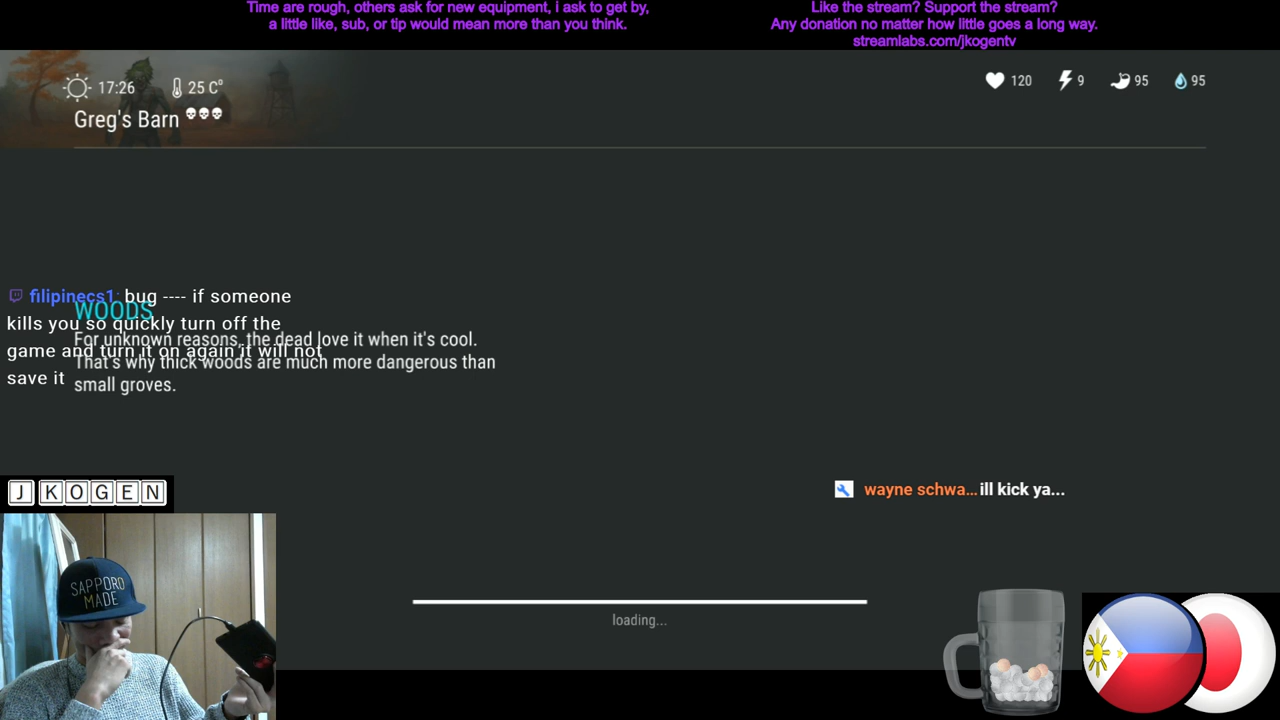 Time are rough, others ask for new equipment, i ask to get by,
a little like, sub, or tip would mean more than you think.
Like the stream? Support the stream?
Any donation no matter how little goes a long way.
streamlabs.com/jkogentv
17:26 25 C°
Greg's Barn
120 9 95 95
filipinecs1: bug ---- if someone
kills you so quickly turn off the
game and turn it on again it will not
save it
WOODS
For unknown reasons, the dead love it when it's cool.
That's why thick woods are much more dangerous than
small groves.
J KOGEN
wayne schwa... ill kick ya...
SAPPORO
MADE
loading...